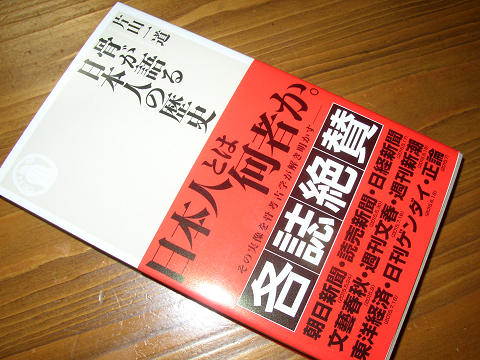 片山一道
骨が語る
日本人の歴史
日本人とは何者か。
その実像を骨考古学が解き明かす
各誌絶賛
朝日新聞・読売新聞・日経新聞
文藝春秋・週刊文春・週刊新潮
東洋経済・日刊ゲンダイ・正論